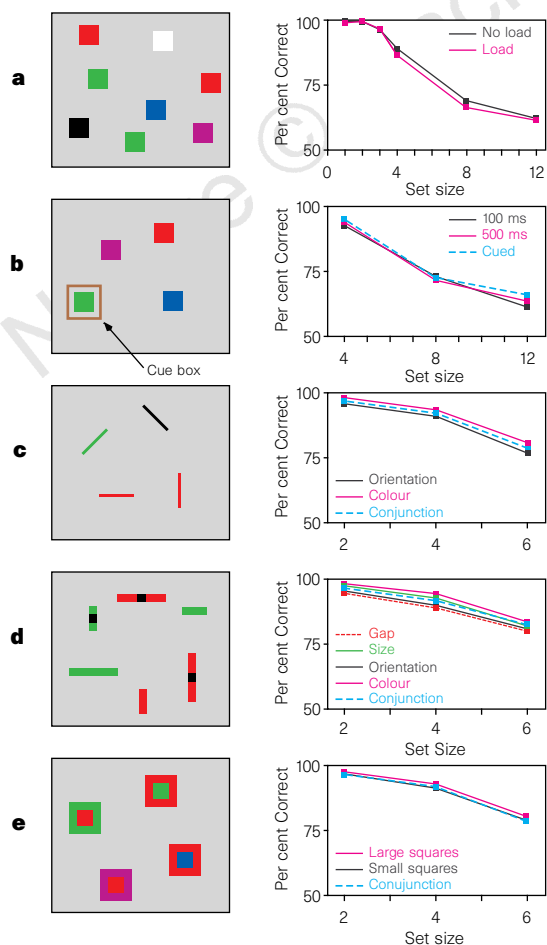 a
Per cent Correct
100
75
50
No load
Load
0 4 8 12
Set size
b
Cue box
Per cent Correct
100
75
50
100 ms
500 ms
Cued
4 8 12
Set size
c
Per cent Correct
100
75
50
Orientation
Colour
Conjunction
2 4 6
Set size
d
Per cent Correct
100
75
50
Gap
Size
Orientation
Colour
Conjunction
2 4 6
Set Size
e
Per cent Correct
100
75
50
Large squares
Small squares
Conujunction
2 4 6
Set size